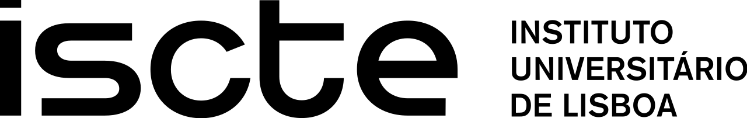 iscte
INSTITUTO
UNIVERSITÁRIO
DE LISBOA